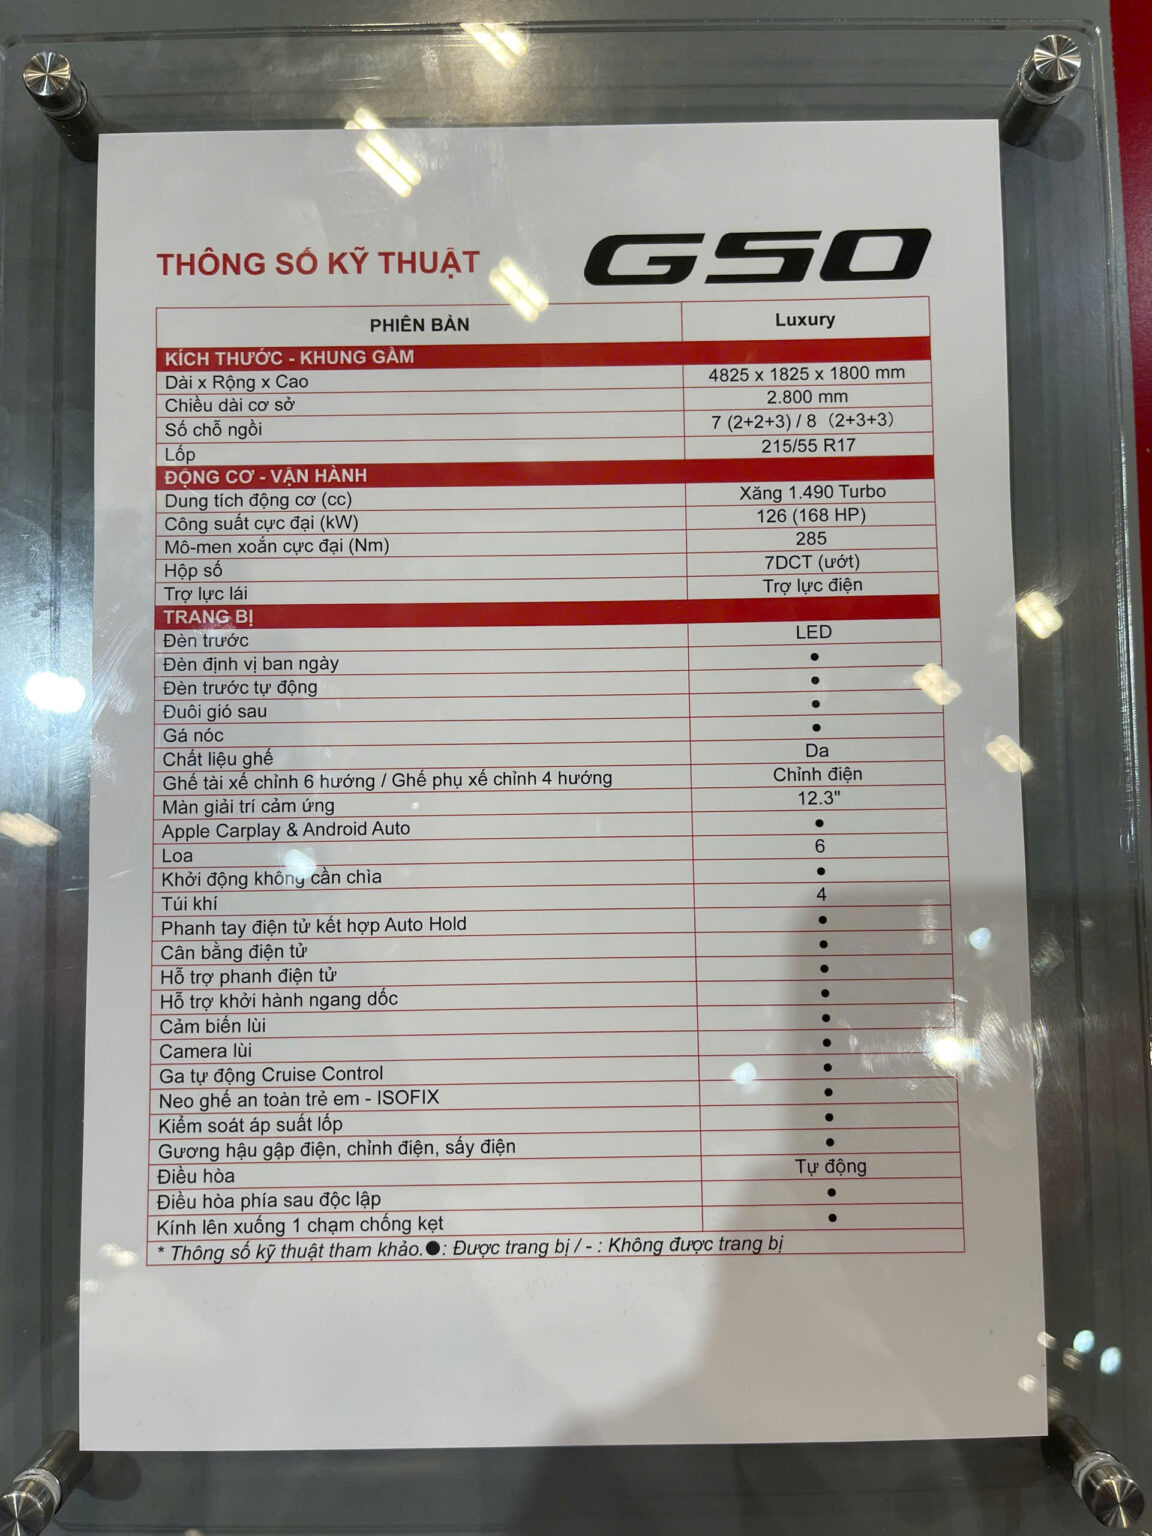 THÔNG SỐ KỸ THUẬT G50
PHIÊN BẢN Luxury
KÍCH THƯỚC - KHUNG GẦM
Dài x Rộng x Cao 4825 x 1825 x 1800 mm
Chiều dài cơ sở 2.800 mm
Số chỗ ngồi 7 (2+2+3) / 8（2+3+3）
Lốp 215/55 R17
ĐỘNG CƠ - VẬN HÀNH
Dung tích động cơ (cc) Xăng 1.490 Turbo
Công suất cực đại (kW) 126 (168 HP)
Mô-men xoắn cực đại (Nm) 285
Hộp số 7DCT (ướt)
Trợ lực lái Trợ lực điện
TRANG BỊ
Đèn trước LED
Đèn định vị ban ngày ●
Đèn trước tự động ●
Đuôi gió sau ●
Gá nóc ●
Chất liệu ghế Da
Ghế tài xế chỉnh 6 hướng / Ghế phụ xế chỉnh 4 hướng Chỉnh điện
Màn giải trí cảm ứng 12.3"
Apple Carplay & Android Auto ●
Loa 6
Khởi động không cần chìa ●
Túi khí 4
Phanh tay điện tử kết hợp Auto Hold ●
Cân bằng điện tử ●
Hỗ trợ phanh điện tử ●
Hỗ trợ khởi hành ngang dốc ●
Cảm biến lùi ●
Camera lùi ●
Ga tự động Cruise Control ●
Neo ghế an toàn trẻ em - ISOFIX ●
Kiểm soát áp suất lốp ●
Gương hậu gập điện, chỉnh điện, sấy điện ●
Điều hòa Tự động
Điều hòa phía sau độc lập ●
Kính lên xuống 1 chạm chống kẹt ●
* Thông số kỹ thuật tham khảo.●: Được trang bị / - : Không được trang bị